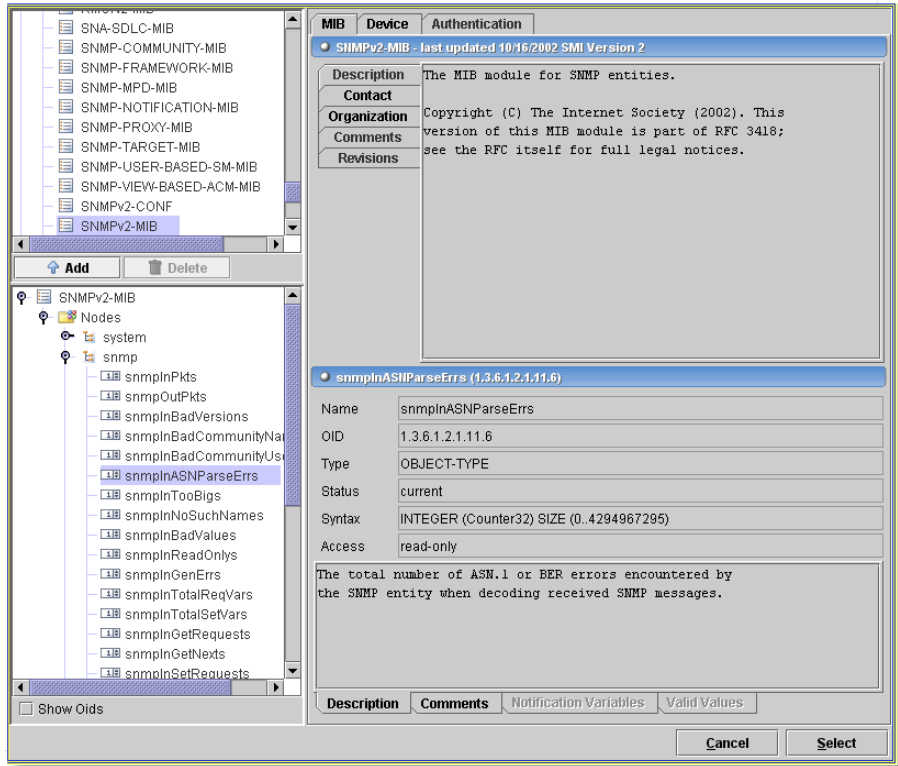 SNA-SDLC-MIB
SNMP-COMMUNITY-MIB
SNMP-FRAMEWORK-MIB
SNMP-MPD-MIB
SNMP-NOTIFICATION-MIB
SNMP-PROXY-MIB
SNMP-TARGET-MIB
SNMP-USER-BASED-SM-MIB
SNMP-VIEW-BASED-ACM-MIB
SNMPv2-CONF
SNMPv2-MIB
Add
Delete
SNMPv2-MIB
Nodes
system
snmp
snmpInPkts
snmpOutPkts
snmpInBadVersions
snmpInBadCommunityNa
snmpInBadCommunityUs
snmpInASNParseErrs
snmpInTooBigs
snmpInNoSuchNames
snmpInBadValues
snmpInReadOnlys
snmpInGenErrs
snmpInTotalReqVars
snmpInTotalSetVars
snmpInGetRequests
snmpInGetNexts
snmpInSetRequests
Show Oids
MIB Device Authentication
SNMPv2-MIB - last updated 10/16/2002 SMI Version 2
Description
Contact
Organization
Comments
Revisions
The MIB module for SNMP entities.
Copyright (C) The Internet Society (2002). This
version of this MIB module is part of RFC 3418;
see the RFC itself for full legal notices.
snmpInASNParseErrs (1.3.6.1.2.1.11.6)
Name snmpInASNParseErrs
OID 1.3.6.1.2.1.11.6
Type OBJECT-TYPE
Status current
Syntax INTEGER (Counter32) SIZE (0..4294967295)
Access read-only
The total number of ASN.1 or BER errors encountered by
the SNMP entity when decoding received SNMP messages.
Description Comments Notification Variables Valid Values
Cancel Select